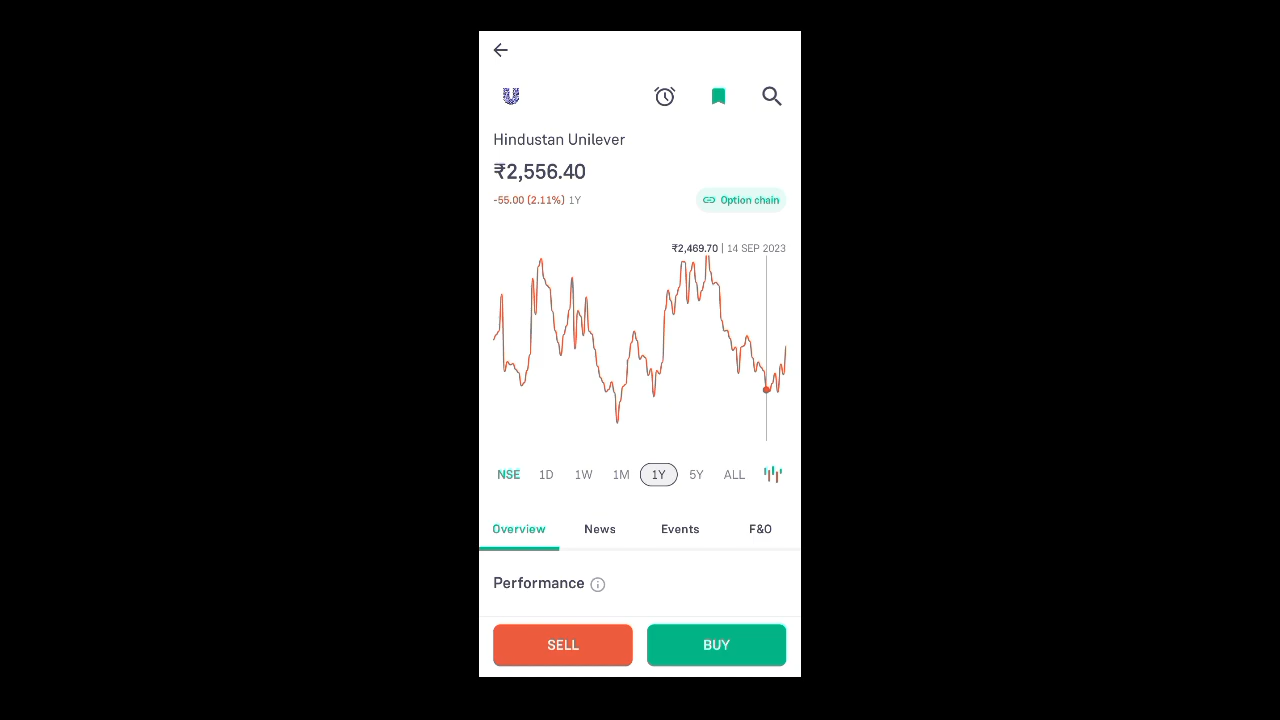 Hindustan Unilever
₹2,556.40
-55.00 (2.11%) 1Y
Option chain
₹2,469.70 | 14 SEP 2023
NSE 1D 1W 1M 1Y 5Y ALL
Overview News Events F&O
Performance
SELL BUY